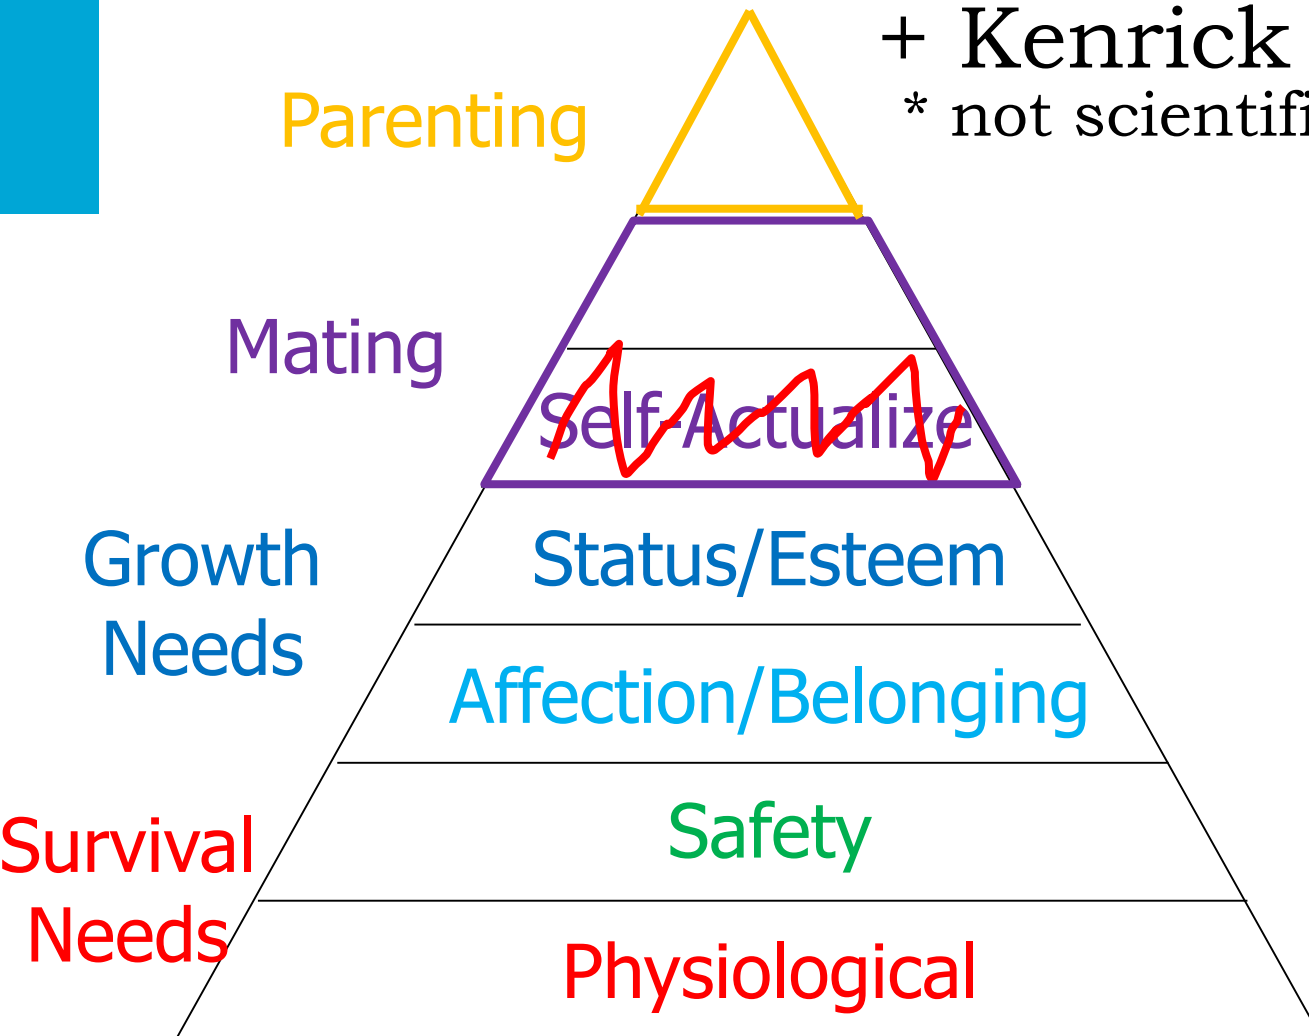 + Kenrick
* not scientifi
Parenting
Mating
Self-Actualize
Growth
Needs
Status/Esteem
Affection/Belonging
Survival
Needs
Safety
Physiological